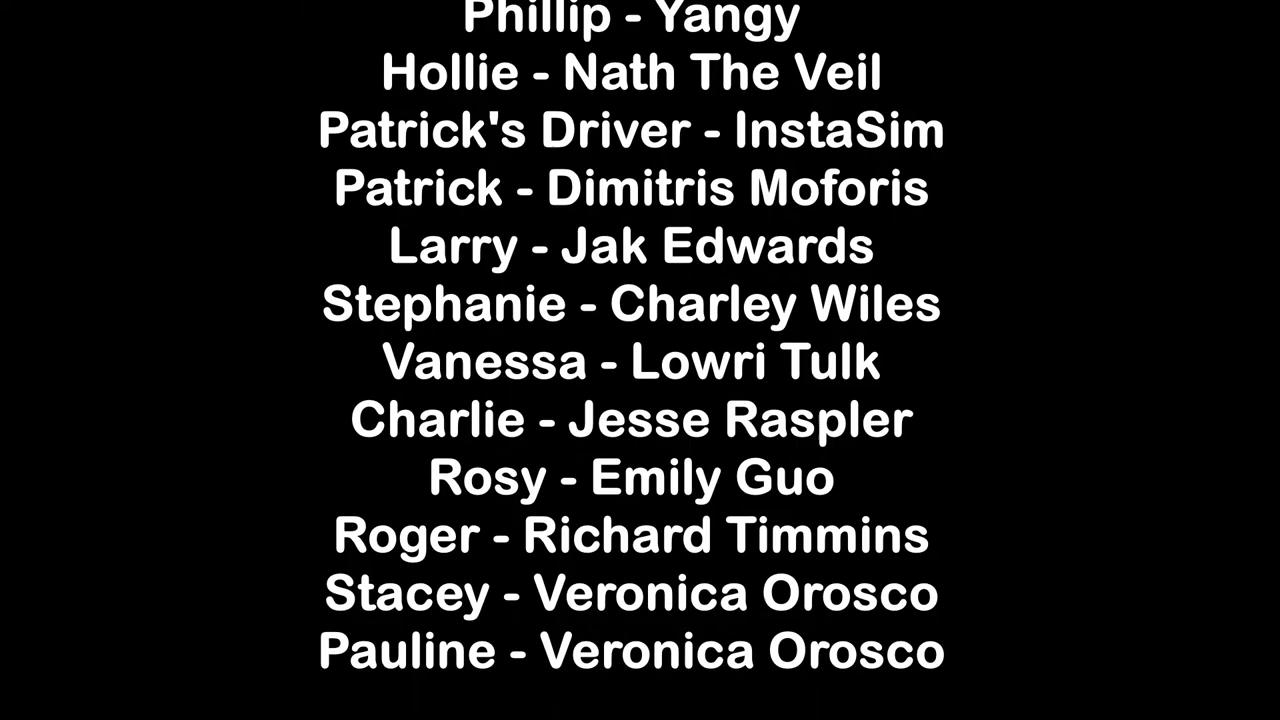 Phillip - Yangy
Hollie - Nath The Veil
Patrick's Driver - InstaSim
Patrick - Dimitris Moforis
Larry - Jak Edwards
Stephanie - Charley Wiles
Vanessa - Lowri Tulk
Charlie - Jesse Raspler
Rosy - Emily Guo
Roger - Richard Timmins
Stacey - Veronica Orosco
Pauline - Veronica Orosco